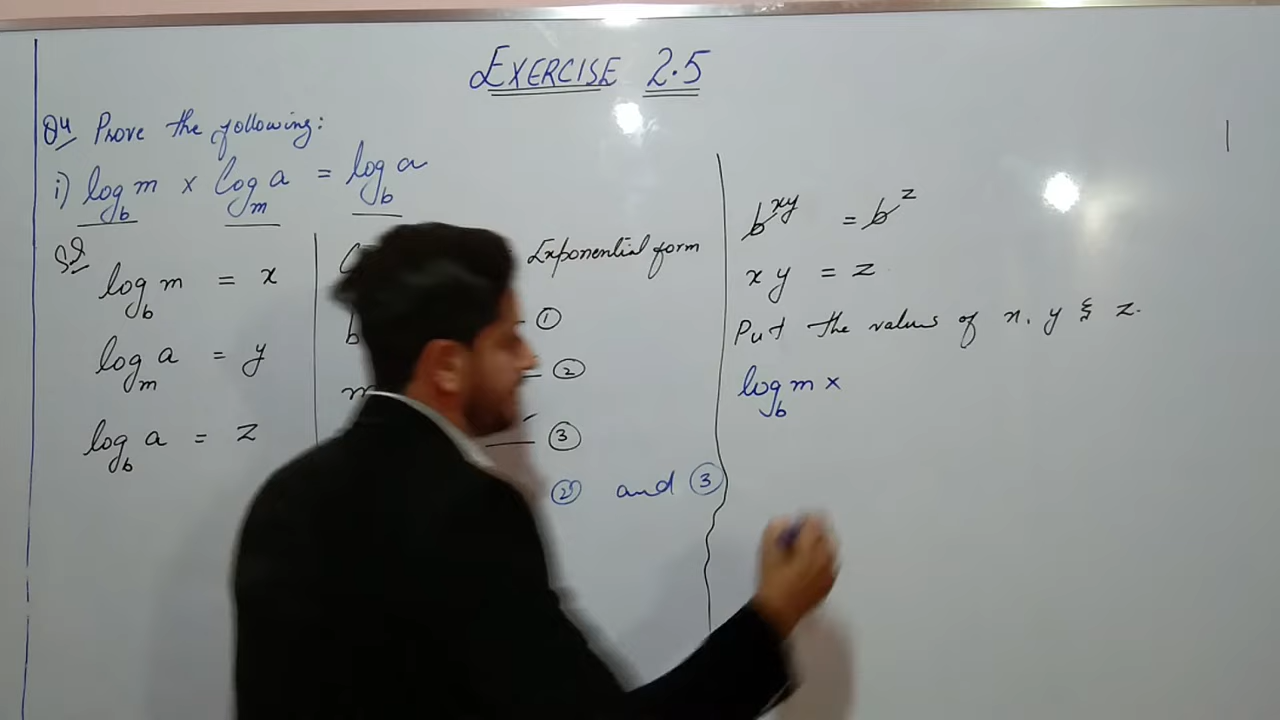 EXERCISE 2.5
Q4 Prove the following:
i) log_b m × log_m a = log_b a
log_b m = x
log_m a = y
log_b a = z
Exponential form
b ①
m ②
③
② and ③
b^xy = b^z
xy = z
Put the values of x, y & z.
log_b m ×